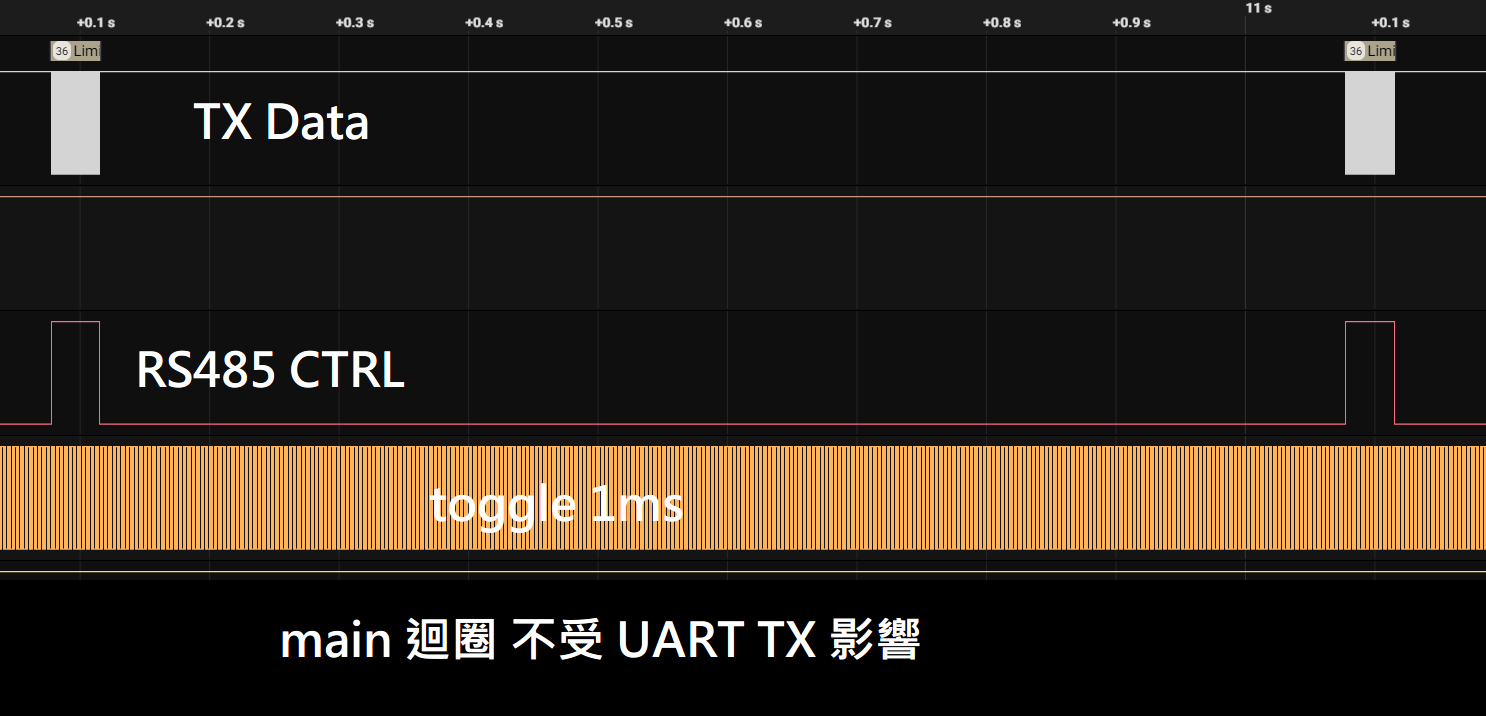 11 s
+0.1 s +0.2 s +0.3 s +0.4 s +0.5 s +0.6 s +0.7 s +0.8 s +0.9 s +0.1 s
36 Limi 36 Limi
TX Data
RS485 CTRL
toggle 1ms
main 迴圈 不受 UART TX 影響